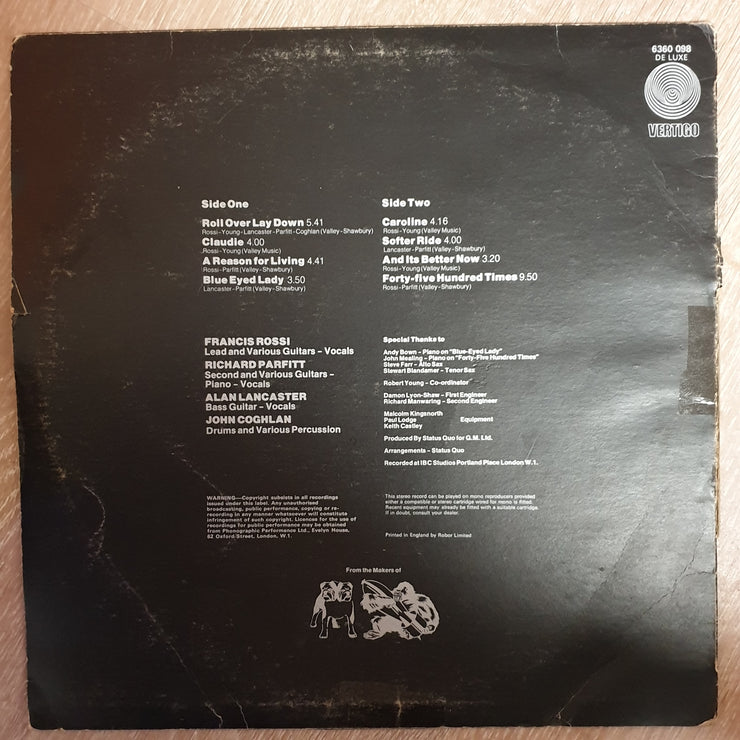 6360 098
DE LUXE
VERTIGO
Side One
Roll Over Lay Down 5.41
Rossi-Young-Lancaster-Parfitt-Coghlan (Valley-Shawbury)
Claudie 4.00
Rossi-Young (Valley Music)
A Reason for Living 4.41
Rossi-Parfitt (Valley-Shawbury)
Blue Eyed Lady 3.50
Lancaster-Parfitt (Valley-Shawbury)
Side Two
Caroline 4.16
Rossi-Young (Valley Music)
Softer Ride 4.00
Lancaster-Parfitt (Valley-Shawbury)
And Its Better Now 3.20
Rossi-Young (Valley Music)
Forty-five Hundred Times 9.50
Rossi-Parfitt (Valley-Shawbury)
FRANCIS ROSSI
Lead and Various Guitars – Vocals
RICHARD PARFITT
Second and Various Guitars –
Piano – Vocals
ALAN LANCASTER
Bass Guitar – Vocals
JOHN COGHLAN
Drums and Various Percussion
Special Thanks to
Andy Bown – Piano on "Blue-Eyed Lady"
John Mealing – Piano on "Forty-Five Hundred Times"
Steve Farr – Alto Sax
Stewart Blandamer – Tenor Sax
Robert Young – Co-ordinator
Damon Lyon-Shaw – First Engineer
Richard Manwaring – Second Engineer
Malcolm Kingsnorth
Paul Lodge Equipment
Keith Castley
Produced By Status Quo for G.M. Ltd.
Arrangements – Status Quo
Recorded at IBC Studios Portland Place London W.1.
WARNING—Copyright subsists in all recordings
issued under this label. Any unauthorised
broadcasting, public performance, copying or re-
recording in any manner whatsoever will constitute
infringement of such copyright. Licences for the use of
recordings for public performance may be obtained
from Phonographic Performance Ltd., Evelyn House,
62 Oxford Street, London, W.1.
This stereo record can be played on mono reproducers provided
either a compatible or stereo cartridge wired for mono is fitted.
Recent equipment may already be fitted with a suitable cartridge.
If in doubt, consult your dealer.
Printed in England by Robor Limited
From the Makers of